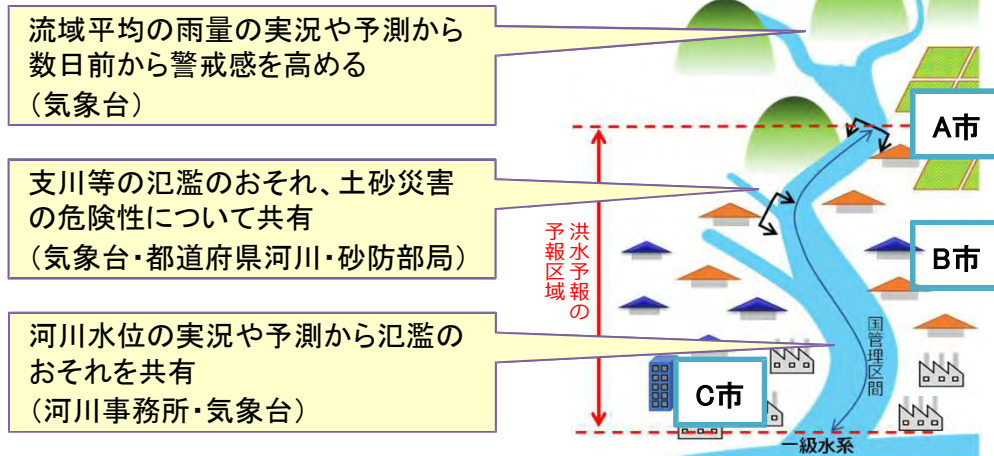 流域平均の雨量の実況や予測から
数日前から警戒感を高める
(気象台)
支川等の氾濫のおそれ、土砂災害
の危険性について共有
(気象台・都道府県河川・砂防部局)
河川水位の実況や予測から氾濫の
おそれを共有
(河川事務所・気象台)
洪水予報の
予報区域
A市
B市
国管理区間
C市
一級水系